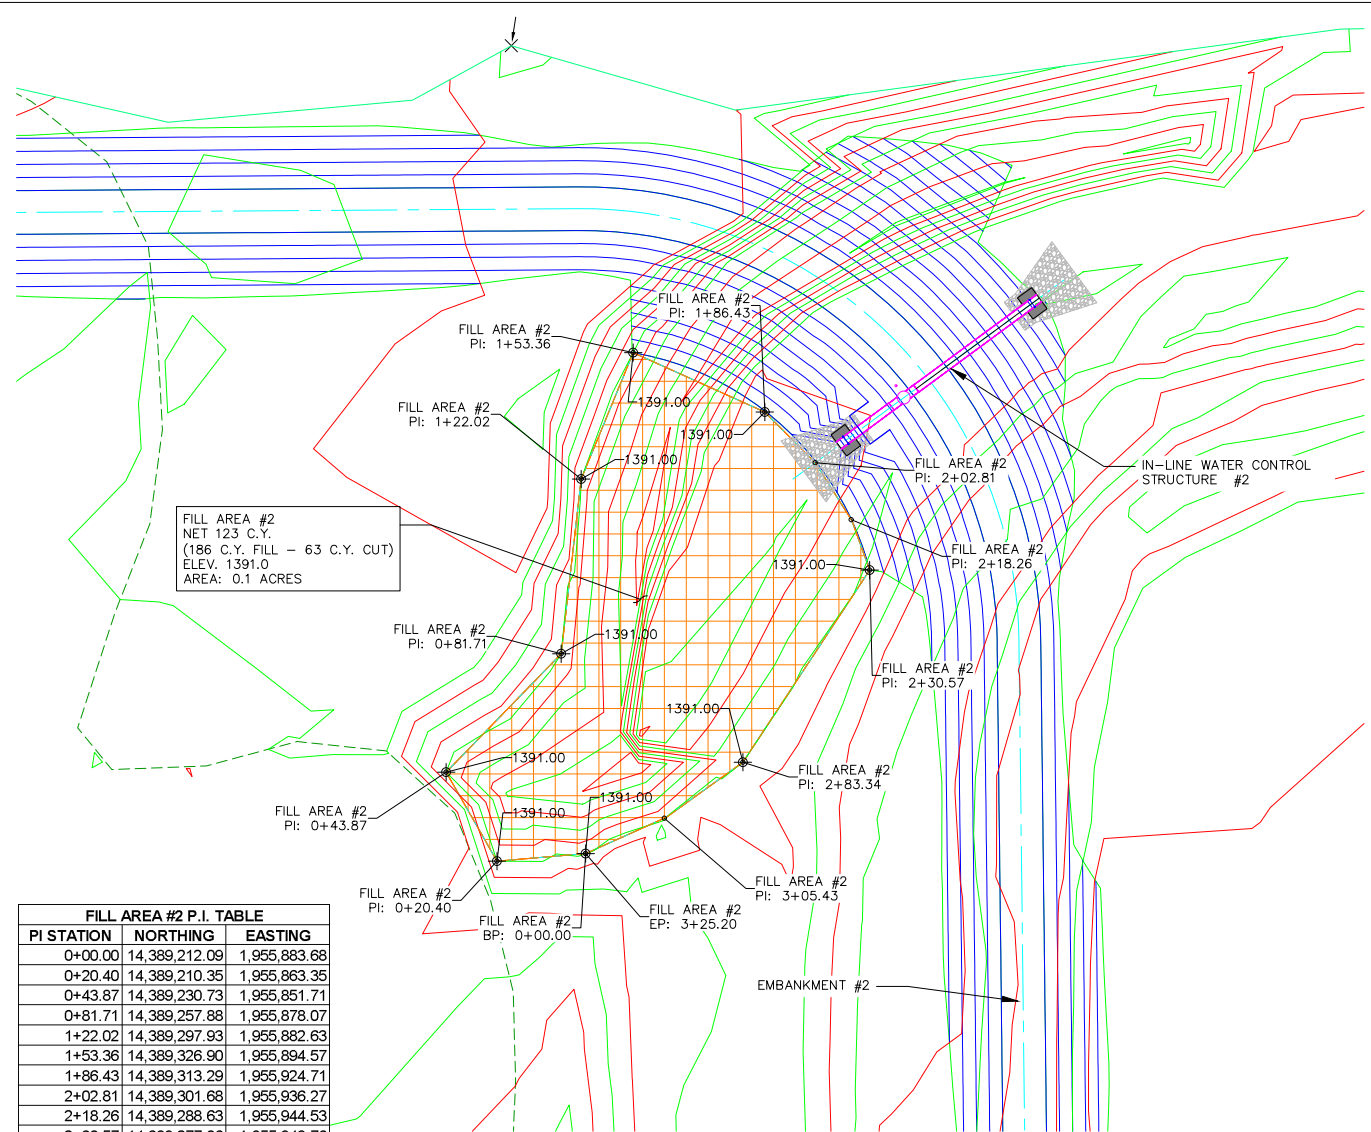 FILL AREA #2
PI: 1+86.43
FILL AREA #2
PI: 1+53.36
1391.00
FILL AREA #2
PI: 1+22.02
1391.00
1391.00
FILL AREA #2
PI: 2+02.81
IN-LINE WATER CONTROL
STRUCTURE #2
FILL AREA #2
NET 123 C.Y.
(186 C.Y. FILL - 63 C.Y. CUT)
ELEV. 1391.0
AREA: 0.1 ACRES
FILL AREA #2
PI: 2+18.26
1391.00
FILL AREA #2
PI: 0+81.71
1391.00
FILL AREA #2
PI: 2+30.57
1391.00
1391.00
FILL AREA #2
PI: 2+83.34
1391.00
FILL AREA #2
PI: 0+43.87
1391.00
FILL AREA #2
PI: 0+20.40
FILL AREA #2
PI: 3+05.43
FILL AREA #2
BP: 0+00.00
FILL AREA #2
EP: 3+25.20
EMBANKMENT #2
FILL AREA #2 P.I. TABLE
PI STATION NORTHING EASTING
0+00.00 14,389,212.09 1,955,883.68
0+20.40 14,389,210.35 1,955,863.35
0+43.87 14,389,230.73 1,955,851.71
0+81.71 14,389,257.88 1,955,878.07
1+22.02 14,389,297.93 1,955,882.63
1+53.36 14,389,326.90 1,955,894.57
1+86.43 14,389,313.29 1,955,924.71
2+02.81 14,389,301.68 1,955,936.27
2+18.26 14,389,288.63 1,955,944.53